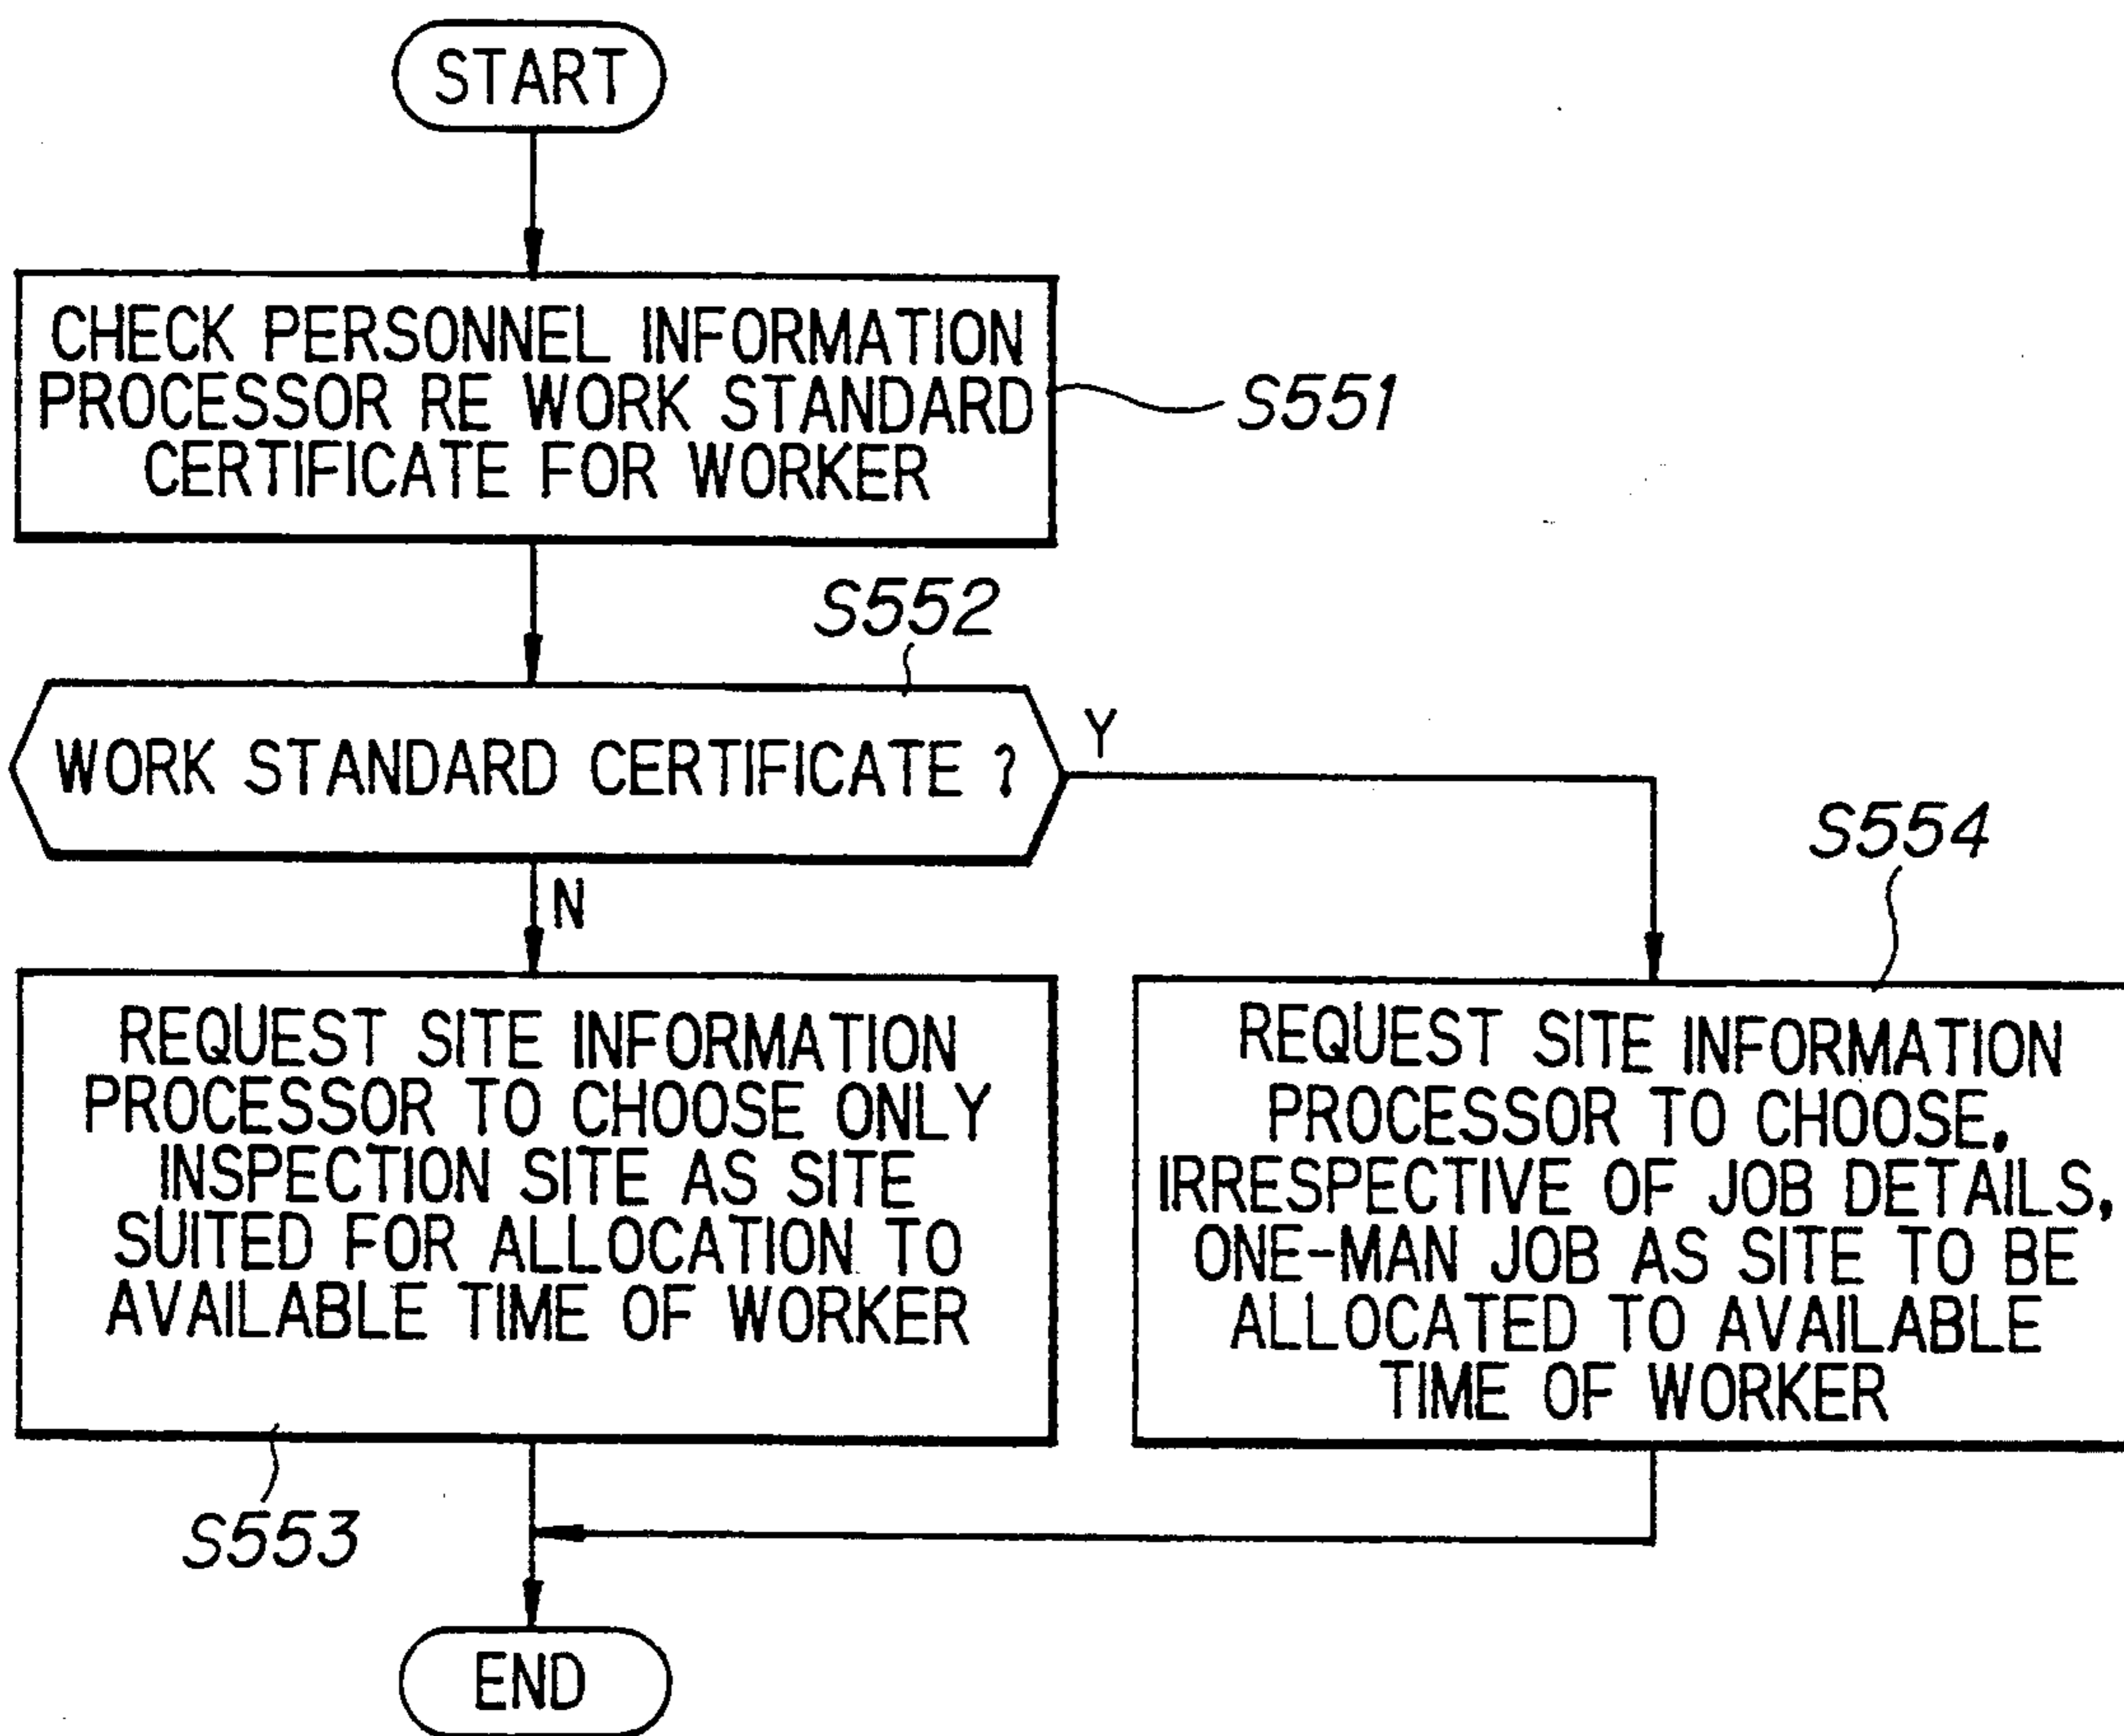 START
CHECK PERSONNEL INFORMATION
PROCESSOR RE WORK STANDARD
CERTIFICATE FOR WORKER
S551
S552
WORK STANDARD CERTIFICATE ?
Y
N
S554
REQUEST SITE INFORMATION
PROCESSOR TO CHOOSE ONLY
INSPECTION SITE AS SITE
SUITED FOR ALLOCATION TO
AVAILABLE TIME OF WORKER
S553
REQUEST SITE INFORMATION
PROCESSOR TO CHOOSE,
IRRESPECTIVE OF JOB DETAILS,
ONE-MAN JOB AS SITE TO BE
ALLOCATED TO AVAILABLE
TIME OF WORKER
END